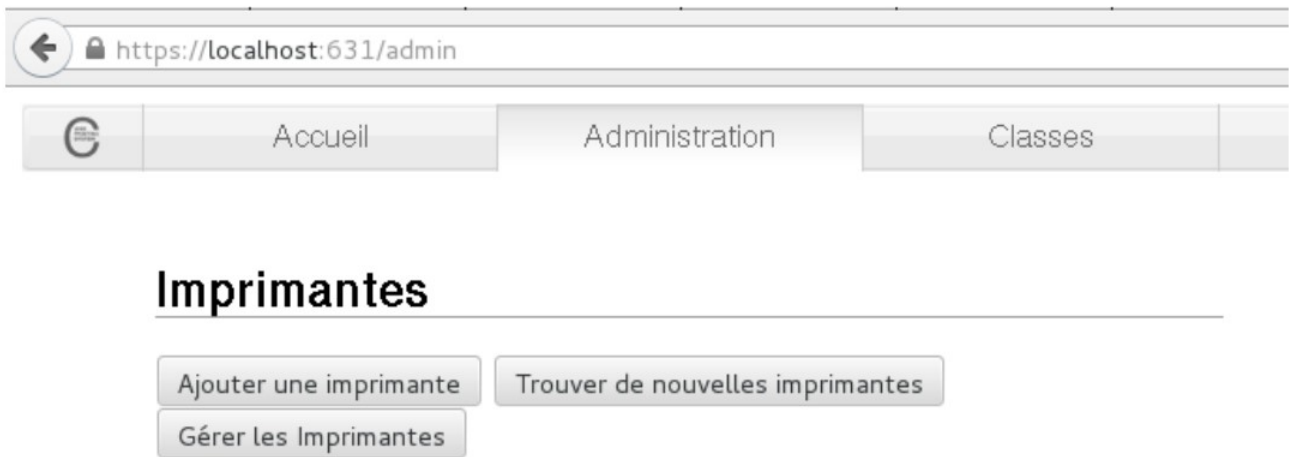 https://localhost:631/admin
Accueil Administration Classes
Imprimantes
Ajouter une imprimante Trouver de nouvelles imprimantes
Gérer les Imprimantes